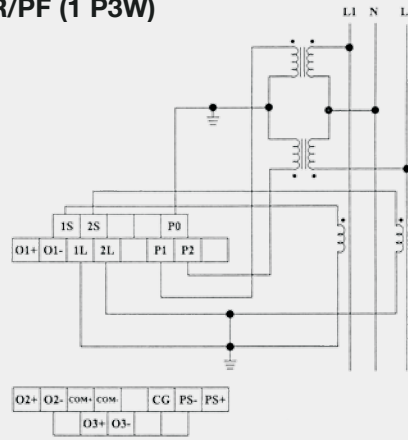 R/PF (1 P3W)
L1 N L
1S 2S P0
O1+ O1- 1L 2L P1 P2
O2+ O2- COM+ COM- CG PS- PS+
O3+ O3-